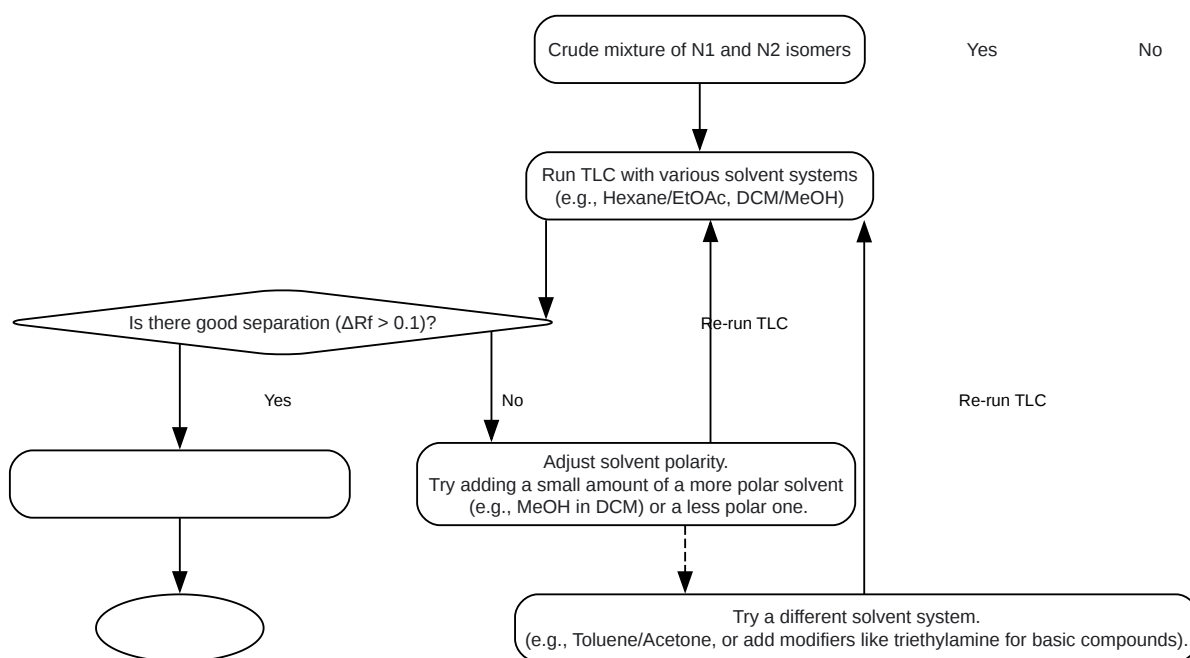 Crude mixture of N1 and N2 isomers
Yes
No
Run TLC with various solvent systems
(e.g., Hexane/EtOAc, DCM/MeOH)
Is there good separation (ΔRf > 0.1)?
Re-run TLC
Yes
No
Re-run TLC
Adjust solvent polarity.
Try adding a small amount of a more polar solvent
(e.g., MeOH in DCM) or a less polar one.
Try a different solvent system.
(e.g., Toluene/Acetone, or add modifiers like triethylamine for basic compounds).